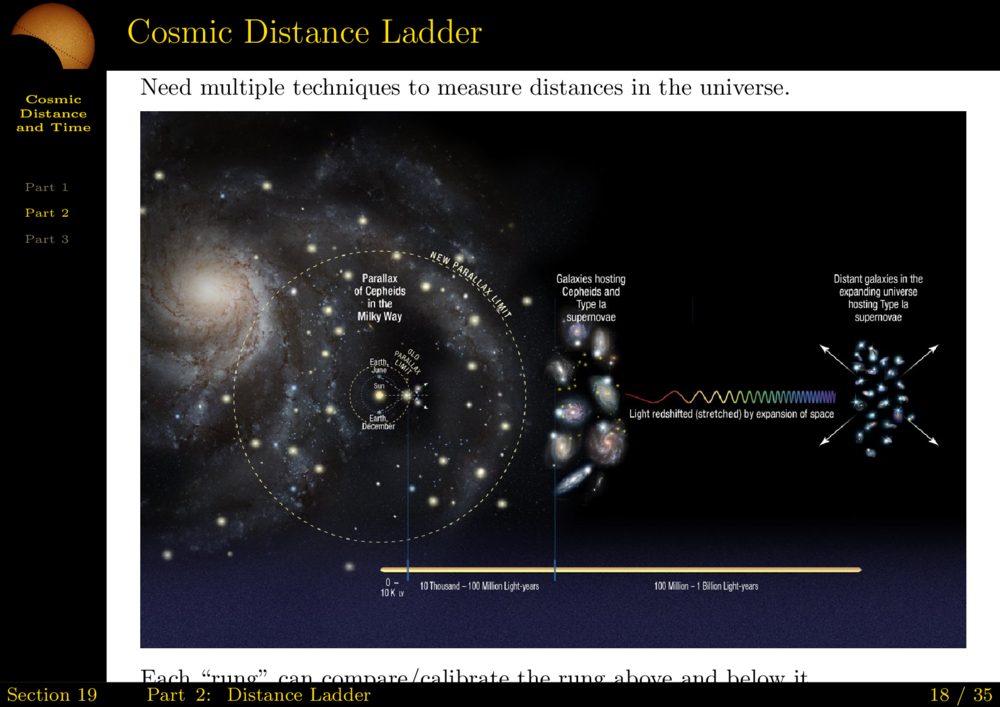 Cosmic Distance Ladder
Cosmic
Distance
and Time
Part 1
Part 2
Part 3
Need multiple techniques to measure distances in the universe.
NEW PARALLAX LIMIT
Parallax
of Cepheids
in the
Milky Way
OLD
PARALLAX
LIMIT
Earth,
June
Sun
Earth,
December
Galaxies hosting
Cepheids and
Type Ia
supernovae
Light redshifted (stretched) by expansion of space
Distant galaxies in the
expanding universe
hosting Type Ia
supernovae
0 –
10K LY
10 Thousand – 100 Million Light-years
100 Million – 1 Billion Light-years
Each “rung” can compare/calibrate the rung above and below it
Section 19
Part 2: Distance Ladder
18 / 35